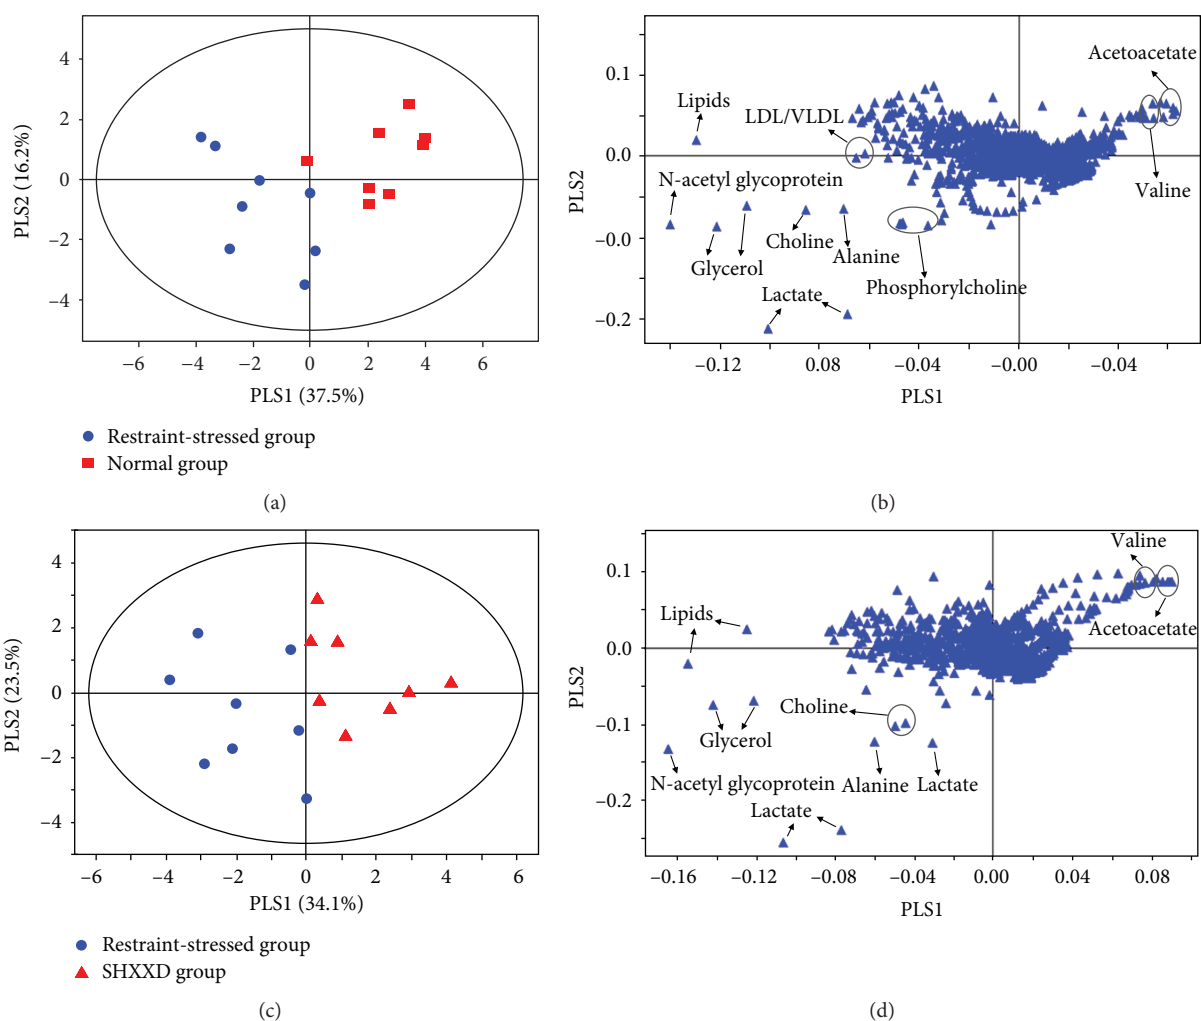 4
2
0
−2
−4
PLS2 (16.2%)
−6
−4
−2
0
2
4
6
PLS1 (37.5%)
Restraint-stressed group
Normal group
(a)
0.1
0.0
−0.0
−0.2
PLS2
Acetoacetate
Lipids
LDL/VLDL
N-acetyl glycoprotein
Valine
Choline
Alanine
Glycerol
Phosphorylcholine
Lactate
−0.12
−0.08
−0.04
−0.00
−0.04
PLS1
(b)
4
2
0
−2
−4
PLS2 (23.5%)
−6
−4
−2
0
2
4
6
PLS1 (34.1%)
Restraint-stressed group
SHXXD group
(c)
0.1
0.0
−0.1
−0.2
PLS2
Valine
Lipids
Acetoacetate
Choline
Glycerol
N-acetyl glycoprotein
Alanine
Lactate
Lactate
−0.16
−0.12
−0.08
−0.04
0.00
0.04
0.08
PLS1
(d)